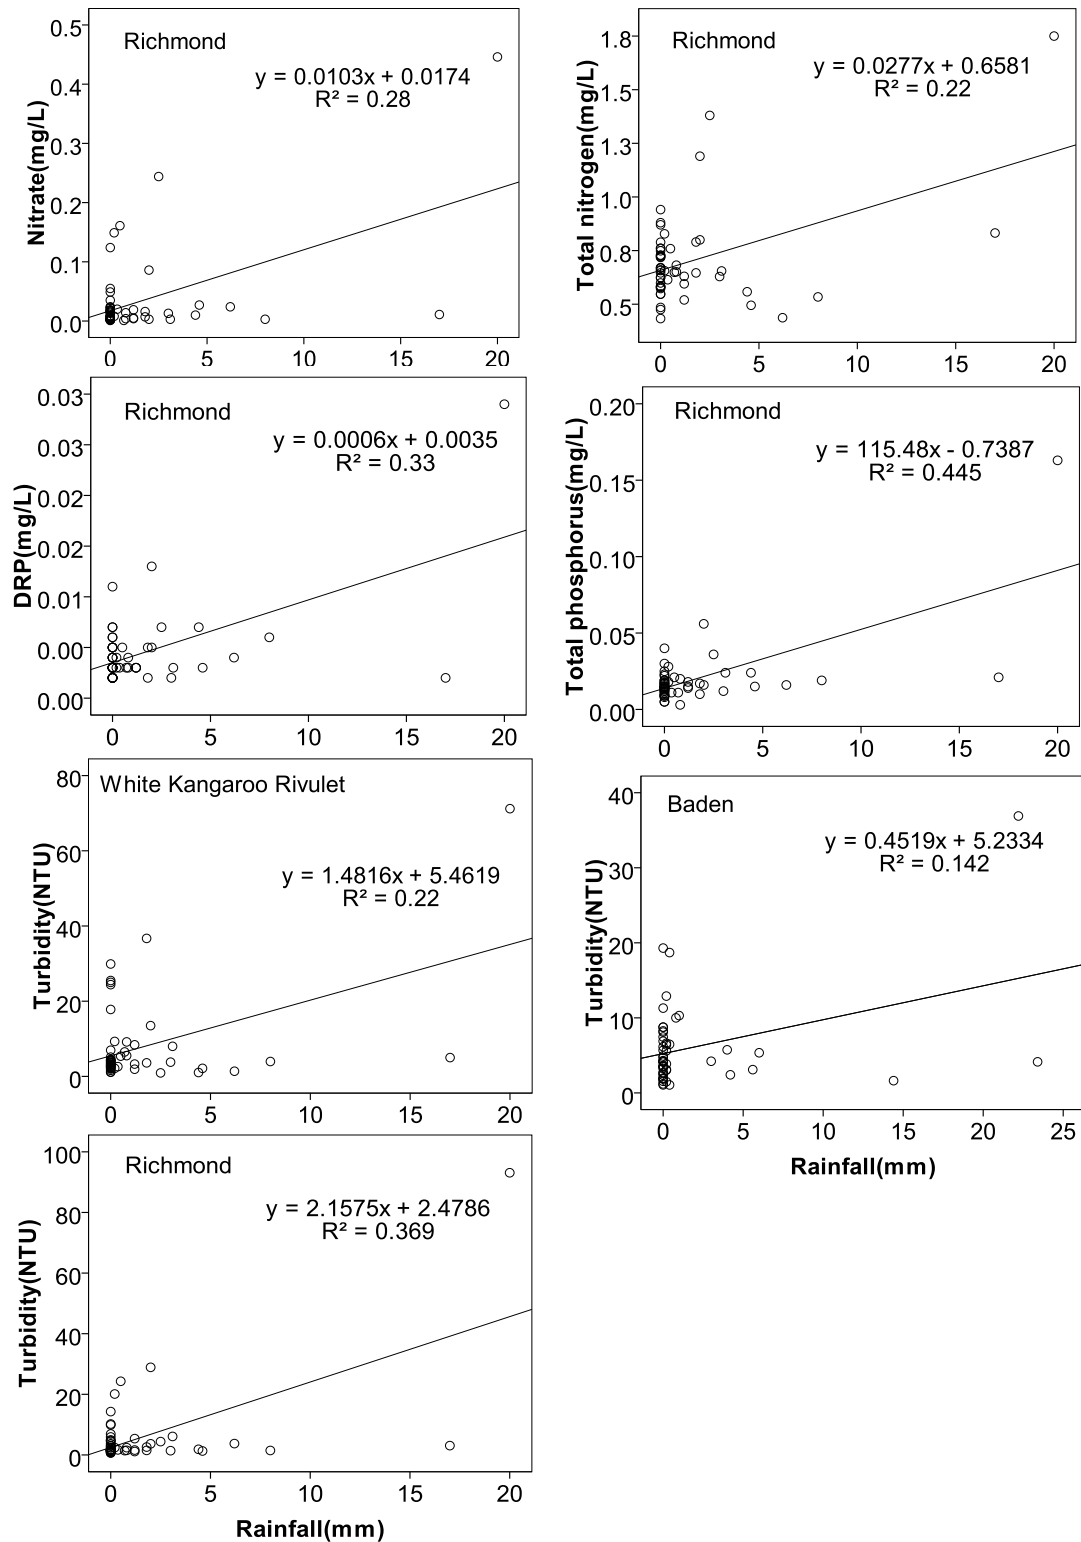 0.5
0.4
0.3
0.2
0.1
0.0
Nitrate(mg/L)
Richmond
y = 0.0103x + 0.0174
R² = 0.28
0 5 10 15 20
1.8
1.5
1.3
1.0
0.8
0.5
Total nitrogen(mg/L)
Richmond
y = 0.0277x + 0.6581
R² = 0.22
0 5 10 15 20
0.03
0.03
0.02
0.02
0.01
0.00
0.00
DRP(mg/L)
Richmond
y = 0.0006x + 0.0035
R² = 0.33
0 5 10 15 20
0.20
0.15
0.10
0.05
0.00
Total phosphorus(mg/L)
Richmond
y = 115.48x - 0.7387
R² = 0.445
0 5 10 15 20
80
60
40
20
0
Turbidity(NTU)
White Kangaroo Rivulet
y = 1.4816x + 5.4619
R² = 0.22
0 5 10 15 20
40
30
20
10
0
Turbidity(NTU)
Baden
y = 0.4519x + 5.2334
R² = 0.142
0 5 10 15 20 25
Rainfall(mm)
100
80
60
40
20
0
Turbidity(NTU)
Richmond
y = 2.1575x + 2.4786
R² = 0.369
0 5 10 15 20
Rainfall(mm)